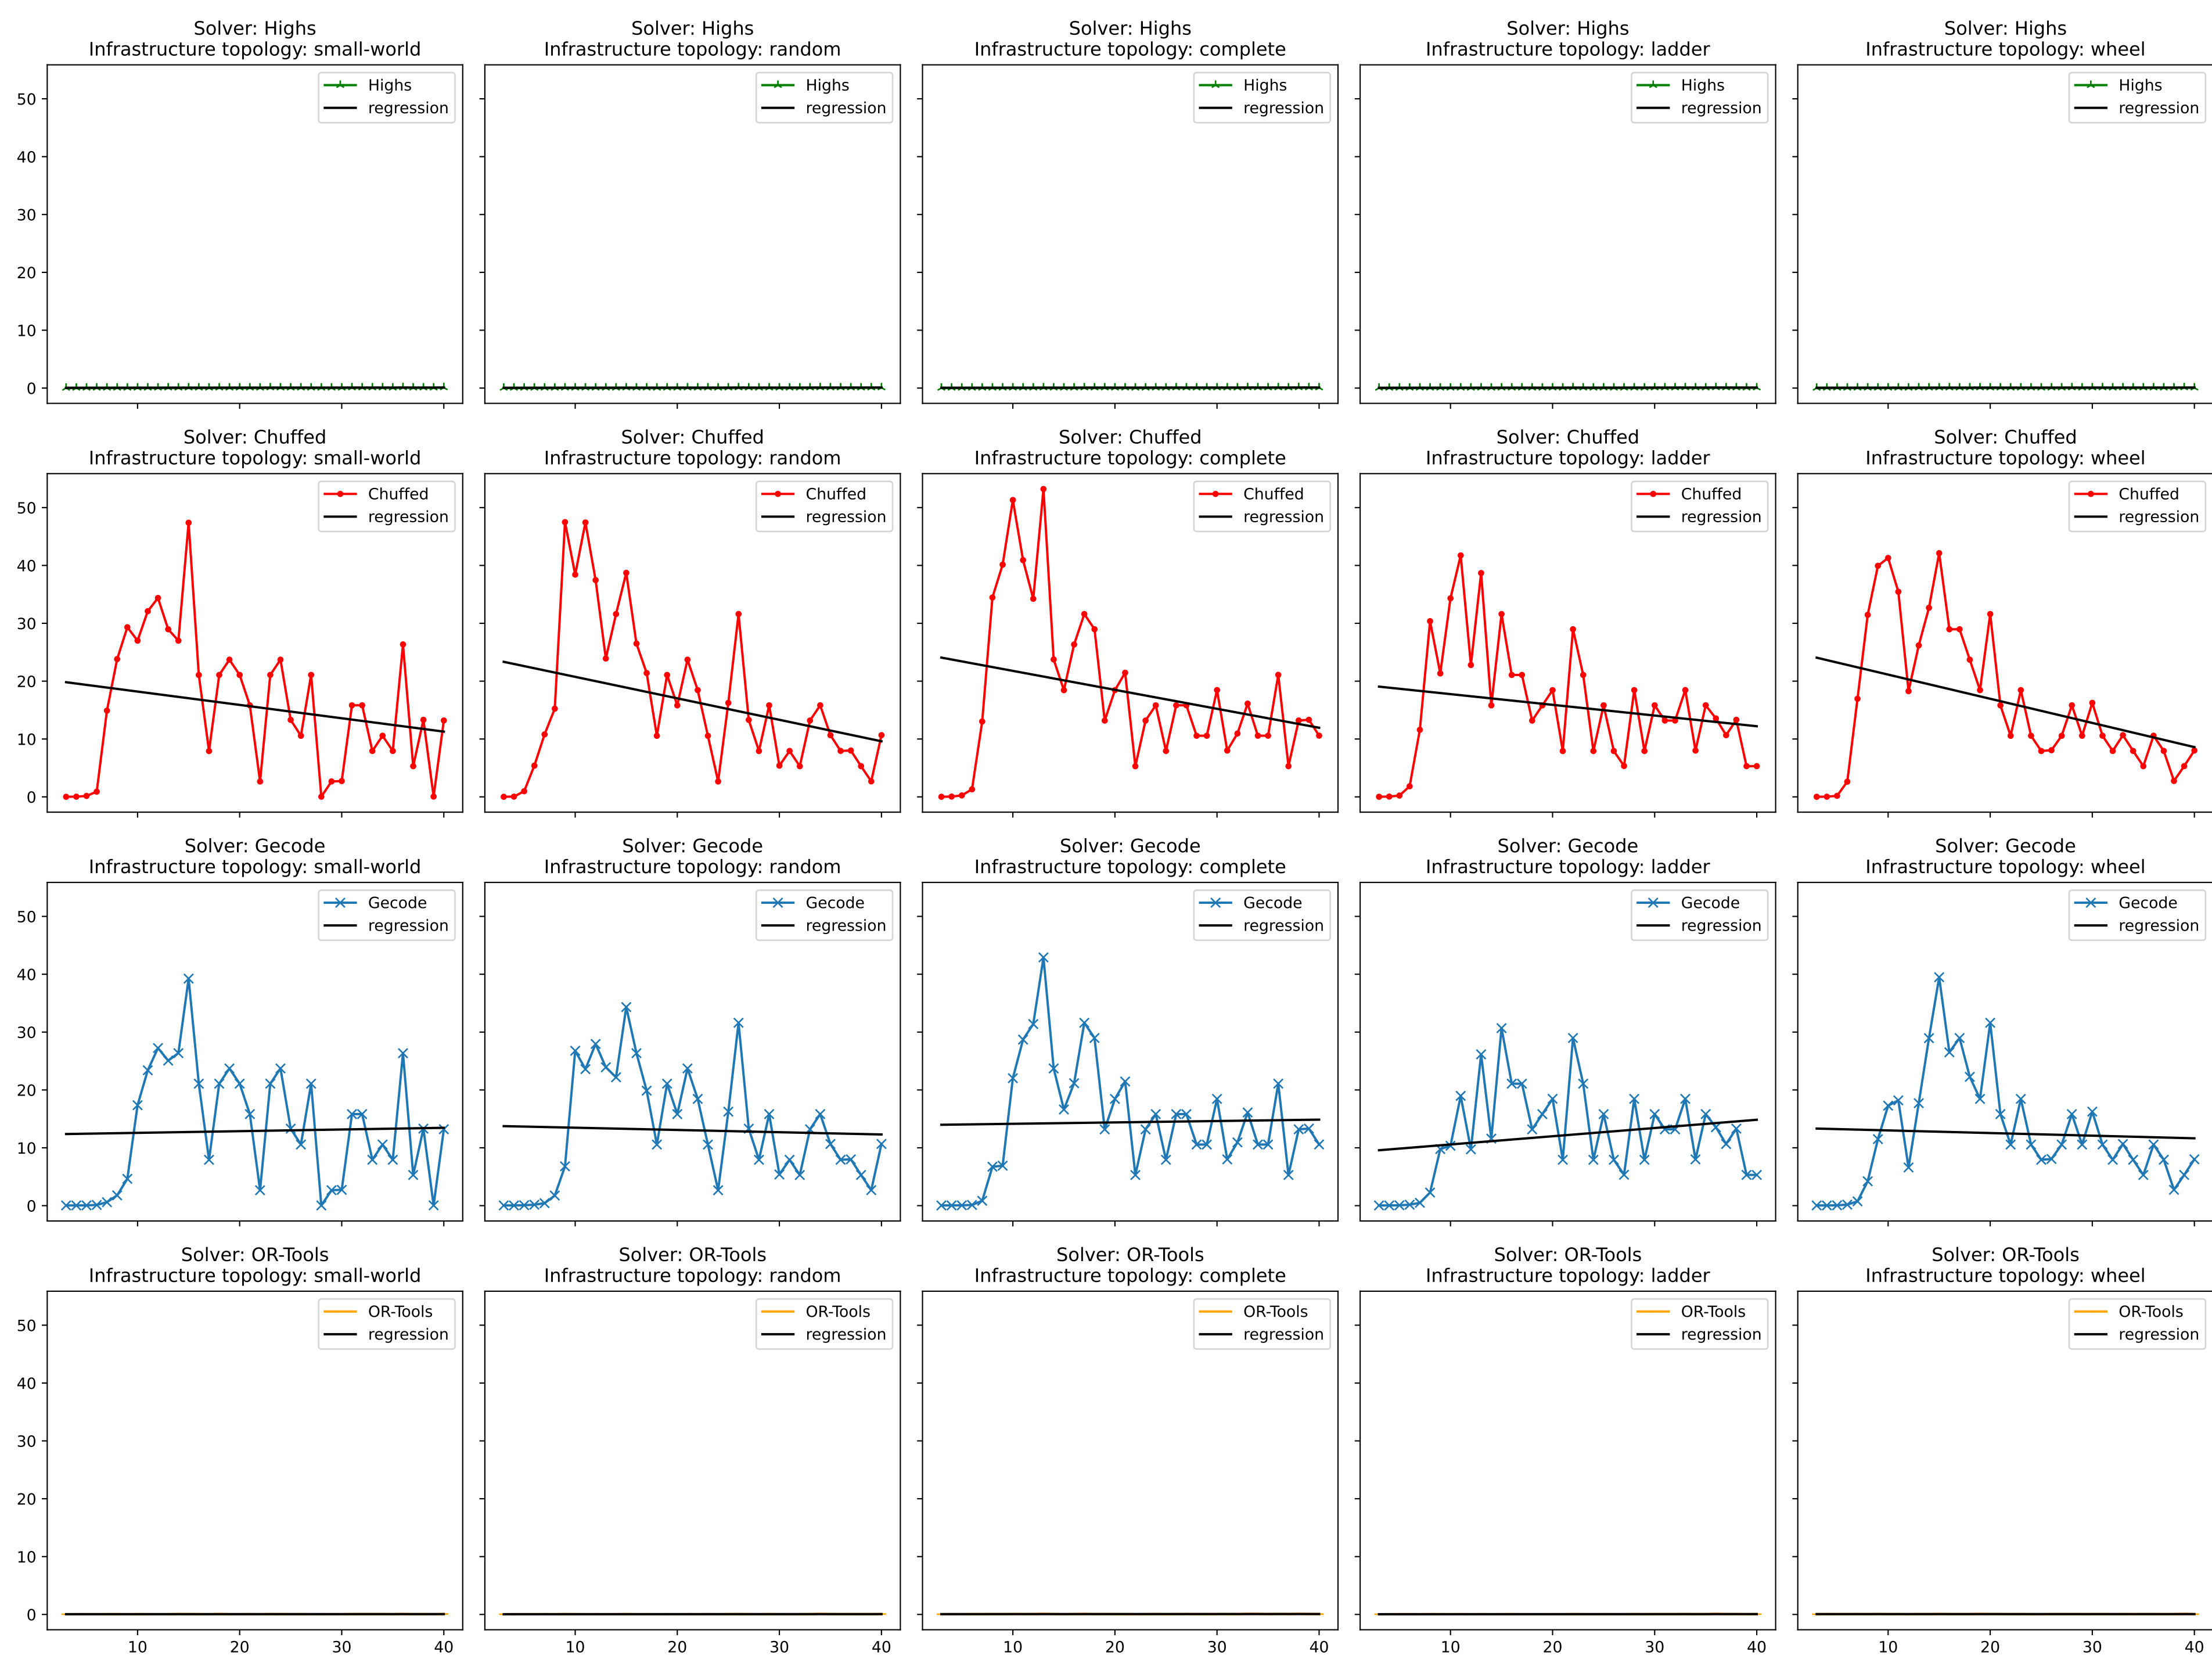 Solver: Highs
Infrastructure topology: small-world
Highs
regression
50
40
30
20
10
0
Solver: Highs
Infrastructure topology: random
Highs
regression
Solver: Highs
Infrastructure topology: complete
Highs
regression
Solver: Highs
Infrastructure topology: ladder
Highs
regression
Solver: Highs
Infrastructure topology: wheel
Highs
regression
Solver: Chuffed
Infrastructure topology: small-world
Chuffed
regression
50
40
30
20
10
0
Solver: Chuffed
Infrastructure topology: random
Chuffed
regression
Solver: Chuffed
Infrastructure topology: complete
Chuffed
regression
Solver: Chuffed
Infrastructure topology: ladder
Chuffed
regression
Solver: Chuffed
Infrastructure topology: wheel
Chuffed
regression
Solver: Gecode
Infrastructure topology: small-world
Gecode
regression
50
40
30
20
10
0
Solver: Gecode
Infrastructure topology: random
Gecode
regression
Solver: Gecode
Infrastructure topology: complete
Gecode
regression
Solver: Gecode
Infrastructure topology: ladder
Gecode
regression
Solver: Gecode
Infrastructure topology: wheel
Gecode
regression
Solver: OR-Tools
Infrastructure topology: small-world
OR-Tools
regression
50
40
30
20
10
0
10 20 30 40
Solver: OR-Tools
Infrastructure topology: random
OR-Tools
regression
10 20 30 40
Solver: OR-Tools
Infrastructure topology: complete
OR-Tools
regression
10 20 30 40
Solver: OR-Tools
Infrastructure topology: ladder
OR-Tools
regression
10 20 30 40
Solver: OR-Tools
Infrastructure topology: wheel
OR-Tools
regression
10 20 30 40